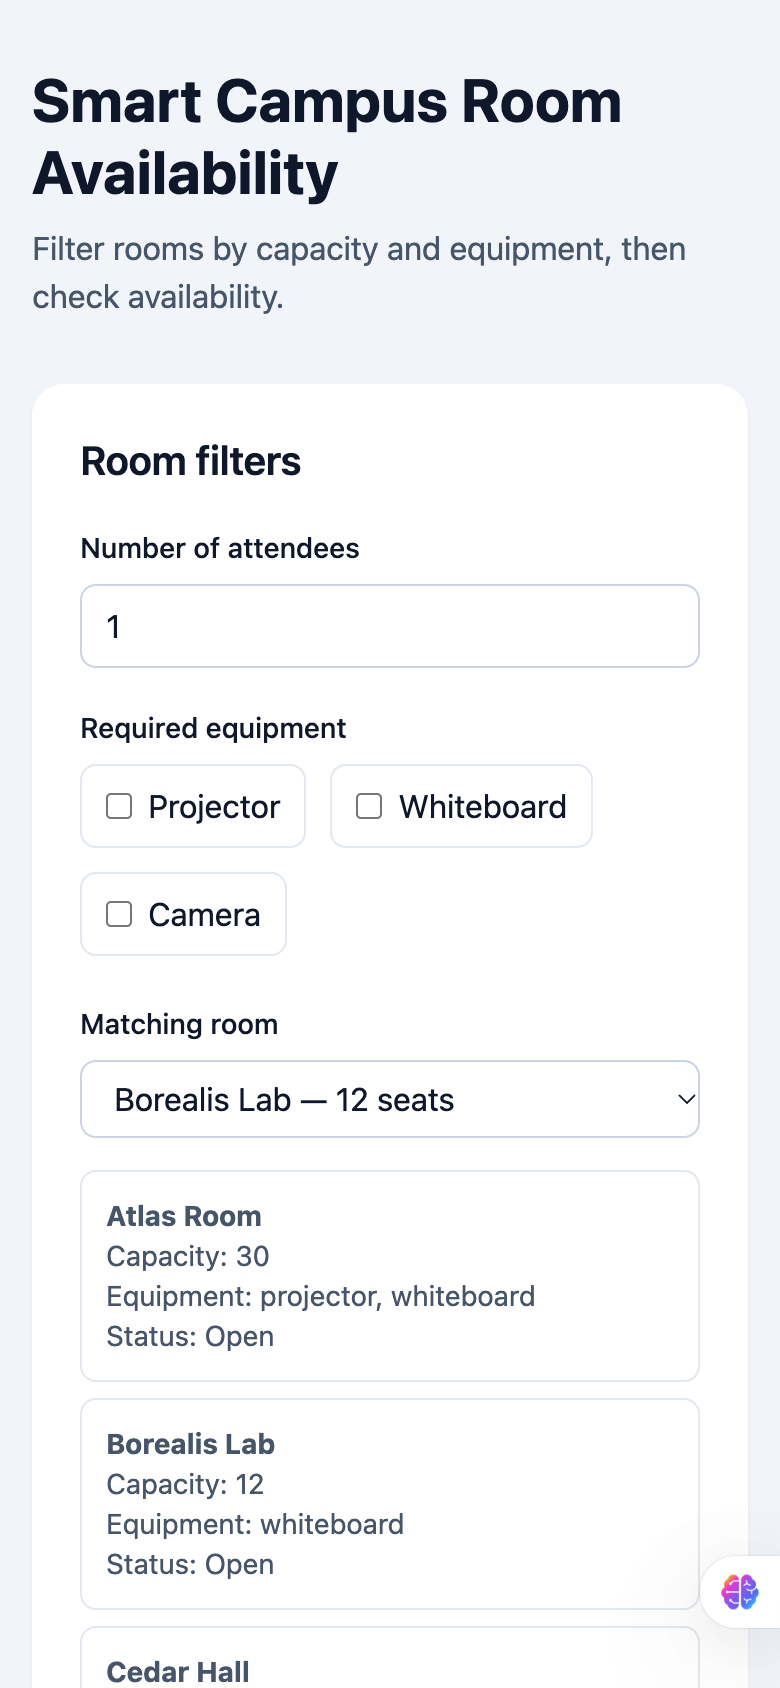 Smart Campus Room
Availability
Filter rooms by capacity and equipment, then
check availability.
Room filters
Number of attendees
1
Required equipment
Projector
Whiteboard
Camera
Matching room
Borealis Lab — 12 seats
Atlas Room
Capacity: 30
Equipment: projector, whiteboard
Status: Open
Borealis Lab
Capacity: 12
Equipment: whiteboard
Status: Open
Cedar Hall